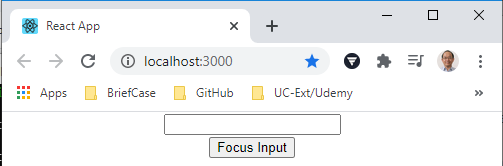 React App
localhost:3000
Apps BriefCase GitHub UC-Ext/Udemy
Focus Input